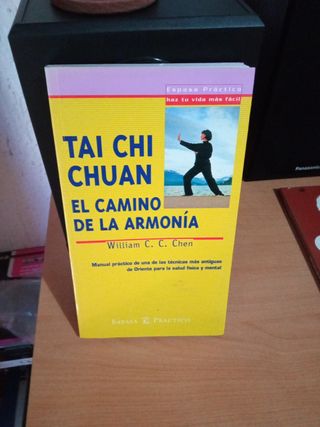 Espasa Práctico
haz tu vida más fácil
TAI CHI
CHUAN
EL CAMINO
DE LA ARMONÍA
William C. C. Chen
Manual práctico de una de las técnicas más antiguas
de Oriente para la salud física y mental
ESPASA E PRÁCTICO
Panasonic